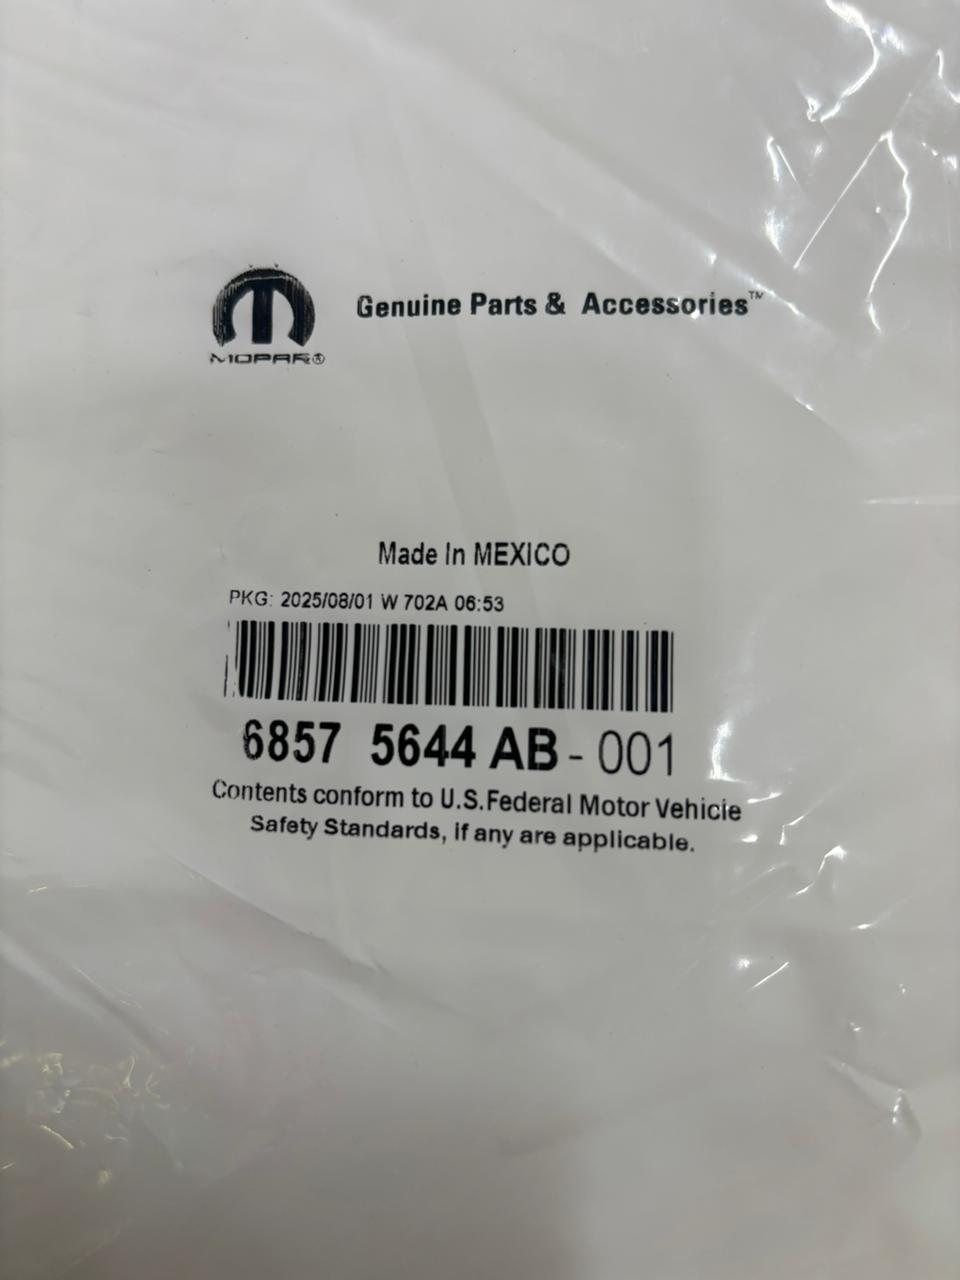 Genuine Parts & Accessories™
MOPAR®
Made In MEXICO
PKG: 2025/08/01 W 702A 06:53
6857 5644 AB - 001
Contents conform to U.S.Federal Motor Vehicie
Safety Standards, if any are applicable.